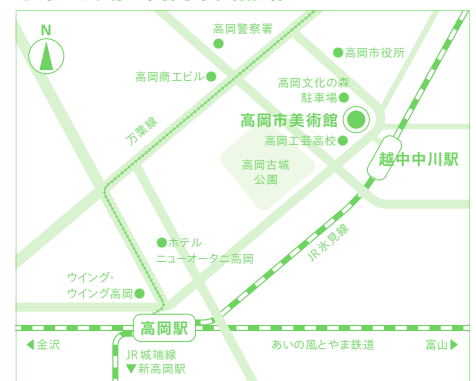 N
高岡警察署
高岡市役所
高岡商工ビル
高岡文化の森
駐車場
万葉線
高岡市美術館
高岡工芸高校
越中中川駅
高岡古城
公園
ホテル
ニューオータニ高岡
JR氷見線
ウイング・
ウイング高岡
高岡駅
金沢
あいの風とやま鉄道
富山
JR城端線
新高岡駅